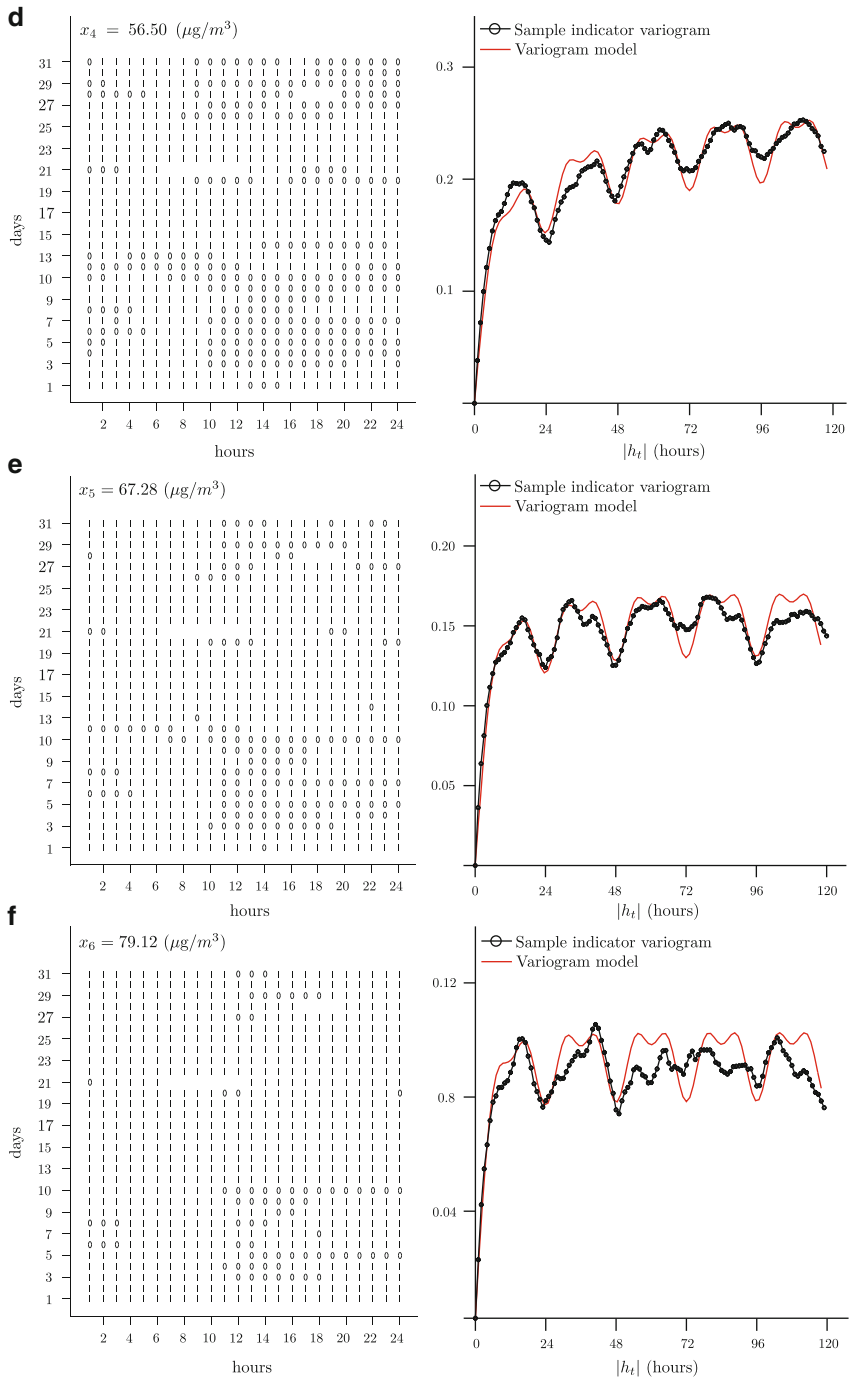 d
x₄ = 56.50 (μg/m³)
31
29
27
25
21
19
17
15
13
10
9
7
5
3
1
days
2 4 6 8 10 12 14 16 18 20 22 24
hours
Sample indicator variogram
Variogram model
0.3
0.2
0.1
0 24 48 72 96 120
|hₜ| (hours)
e
x₅ = 67.28 (μg/m³)
31
29
27
25
21
19
17
15
13
10
9
7
5
3
1
days
2 4 6 8 10 12 14 16 18 20 22 24
hours
Sample indicator variogram
Variogram model
0.20
0.15
0.10
0.05
0 24 48 72 96 120
|hₜ| (hours)
f
x₆ = 79.12 (μg/m³)
31
29
27
25
21
19
17
15
13
10
9
7
5
3
1
days
2 4 6 8 10 12 14 16 18 20 22 24
hours
Sample indicator variogram
Variogram model
0.12
0.8
0.04
0 24 48 72 96 120
|hₜ| (hours)